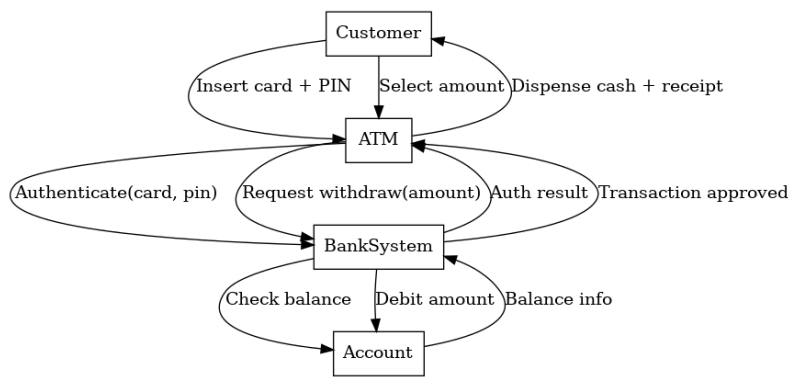 Customer
Insert card + PIN
Select amount
Dispense cash + receipt
ATM
Authenticate(card, pin)
Request withdraw(amount)
Auth result
Transaction approved
BankSystem
Check balance
Debit amount
Balance info
Account